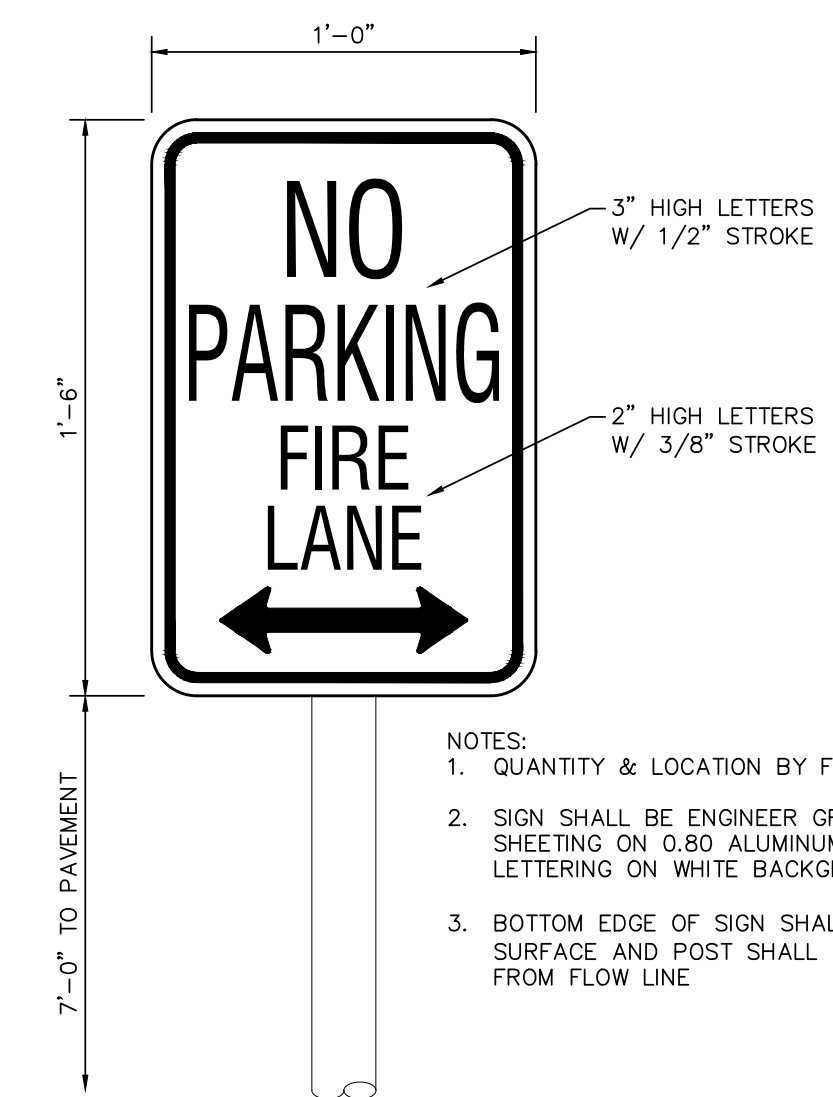 1'-0"
NO
PARKING
FIRE
LANE
3" HIGH LETTERS
W/ 1/2" STROKE
2" HIGH LETTERS
W/ 3/8" STROKE
1'-6"
7'-0" TO PAVEMENT
NOTES:
1. QUANTITY & LOCATION BY
2. SIGN SHALL BE ENGINEER
SHEETING ON 0.80 ALUMINUM
LETTERING ON WHITE
3. BOTTOM EDGE OF SIGN
SURFACE AND POST SHALL
FROM FLOW LINE